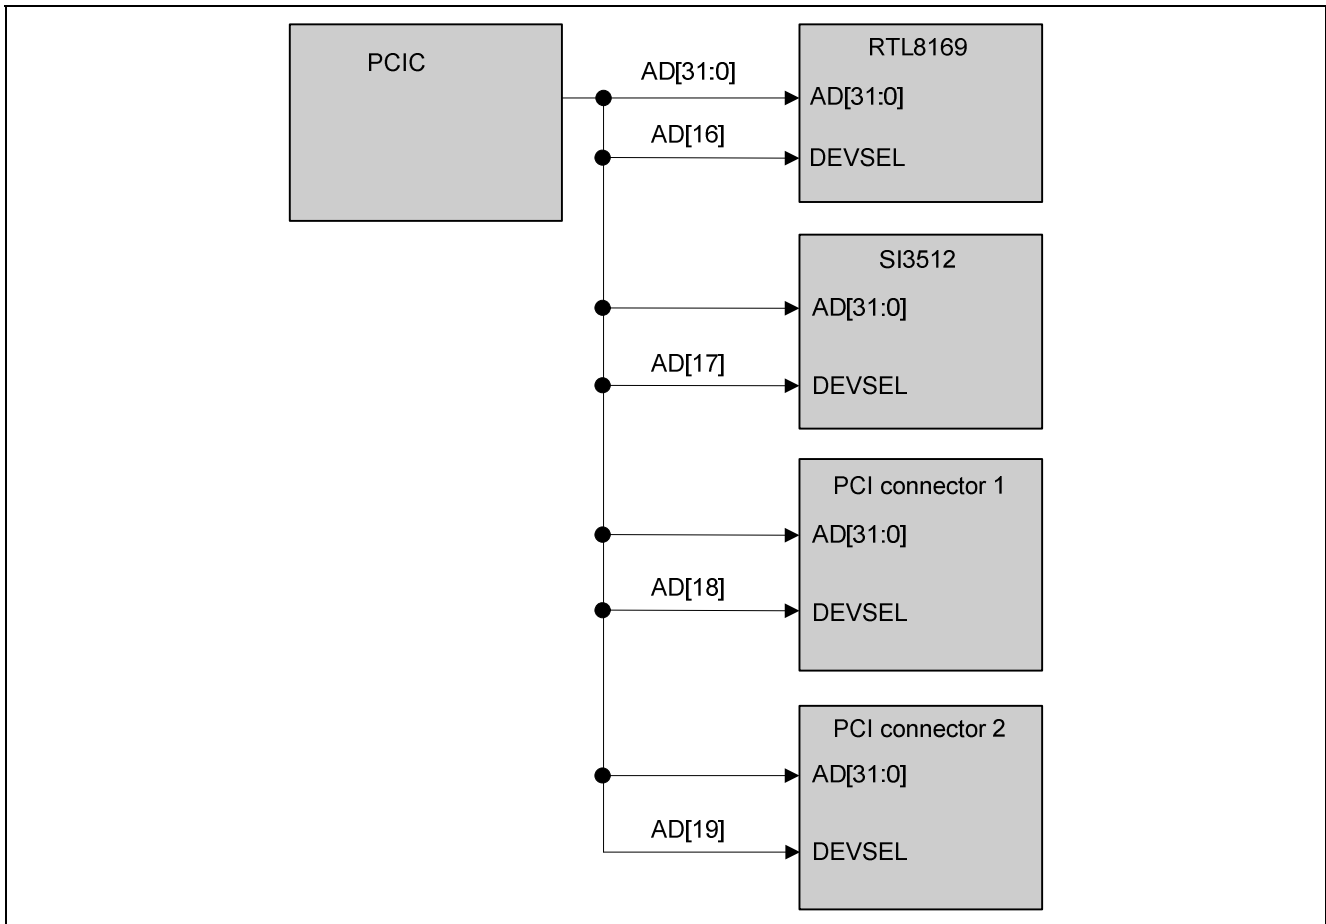 PCIC
AD[31:0]
AD[16]
RTL8169
AD[31:0]
DEVSEL
AD[17]
SI3512
AD[31:0]
DEVSEL
AD[18]
PCI connector 1
AD[31:0]
DEVSEL
AD[19]
PCI connector 2
AD[31:0]
DEVSEL